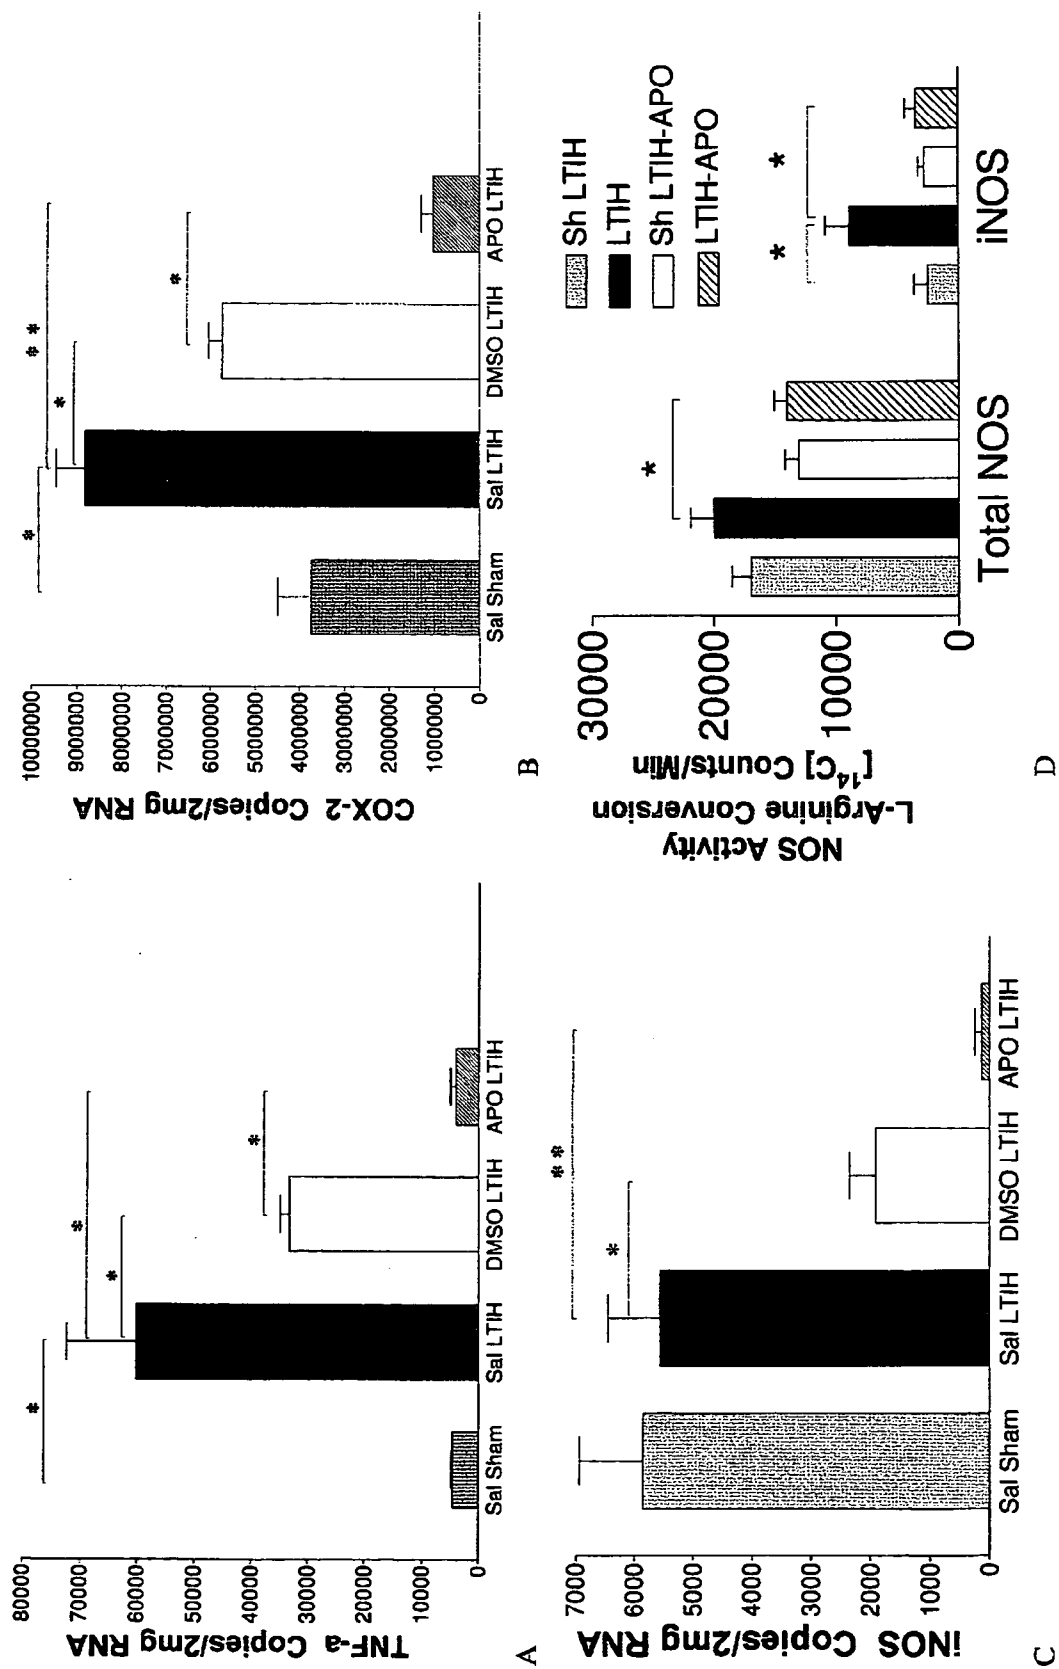 TNF-a Copies/2mg RNA
80000
70000
60000
50000
40000
30000
20000
10000
0
*
*
*
*
Sal Sham
Sal LTIH
DMSO LTIH
APO LTIH
A
COX-2 Copies/2mg RNA
10000000
9000000
8000000
7000000
6000000
5000000
4000000
3000000
2000000
1000000
0
*
**
*
*
Sal Sham
Sal LTIH
DMSO LTIH
APO LTIH
B
iNOS Copies/2mg RNA
7000
6000
5000
4000
3000
2000
1000
0
**
*
Sal Sham
Sal LTIH
DMSO LTIH
APO LTIH
C
NOS Activity
L-Arginine Conversion
[14C] Counts/Min
30000
20000
10000
0
*
*
*
Sh LTIH
LTIH
Sh LTIH-APO
LTIH-APO
Total NOS
iNOS
D